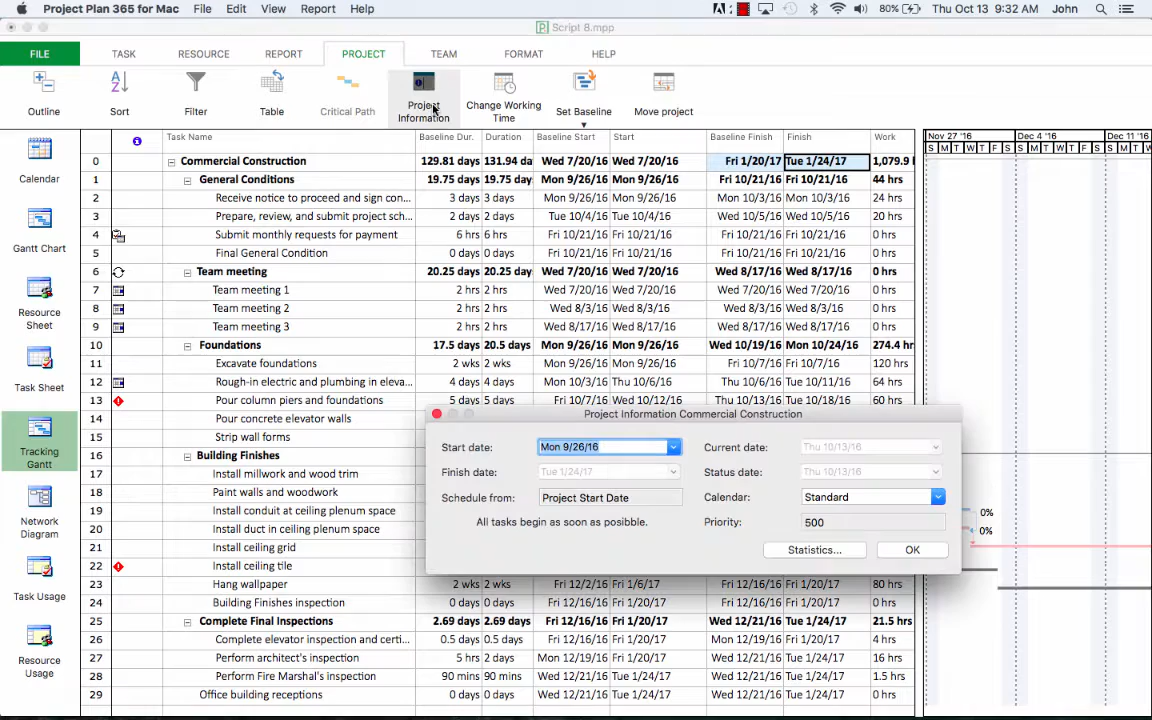 Project Plan 365 for Mac File Edit View Report Help 80% Thu Oct 13 9:32 AM John
Script 8.mpp
FILE TASK RESOURCE REPORT PROJECT TEAM FORMAT HELP
Outline Sort Filter Table Critical Path Project Information Change Working Time Set Baseline Move project
Task Name Baseline Dur. Duration Baseline Start Start Baseline Finish Finish Work Nov 27 '16 Dec 4 '16 Dec 11 '16
S M T W T F S S M T W T F S S M T W
0 Commercial Construction 129.81 days 131.94 da Wed 7/20/16 Wed 7/20/16 Fri 1/20/17 Tue 1/24/17 1,079.9 l
1 General Conditions 19.75 days 19.75 day Mon 9/26/16 Mon 9/26/16 Fri 10/21/16 Fri 10/21/16 44 hrs
2 Receive notice to proceed and sign con... 3 days 3 days Mon 9/26/16 Mon 9/26/16 Mon 10/3/16 Mon 10/3/16 24 hrs
3 Prepare, review, and submit project sch... 2 days 2 days Tue 10/4/16 Tue 10/4/16 Wed 10/5/16 Wed 10/5/16 20 hrs
4 Submit monthly requests for payment 6 hrs 6 hrs Fri 10/21/16 Fri 10/21/16 Fri 10/21/16 Fri 10/21/16 0 hrs
5 Final General Condition 0 days 0 days Fri 10/21/16 Fri 10/21/16 Fri 10/21/16 Fri 10/21/16 0 hrs
6 Team meeting 20.25 days 20.25 day Wed 7/20/16 Wed 7/20/16 Wed 8/17/16 Wed 8/17/16 0 hrs
7 Team meeting 1 2 hrs 2 hrs Wed 7/20/16 Wed 7/20/16 Wed 7/20/16 Wed 7/20/16 0 hrs
8 Team meeting 2 2 hrs 2 hrs Wed 8/3/16 Wed 8/3/16 Wed 8/3/16 Wed 8/3/16 0 hrs
9 Team meeting 3 2 hrs 2 hrs Wed 8/17/16 Wed 8/17/16 Wed 8/17/16 Wed 8/17/16 0 hrs
10 Foundations 17.5 days 20.5 days Mon 9/26/16 Mon 9/26/16 Wed 10/19/16 Mon 10/24/16 274.4 hr
11 Excavate foundations 2 wks 2 wks Mon 9/26/16 Mon 9/26/16 Fri 10/7/16 Fri 10/7/16 120 hrs
12 Rough-in electric and plumbing in eleva... 4 days 4 days Mon 10/3/16 Thu 10/6/16 Thu 10/6/16 Tue 10/11/16 64 hrs
13 Pour column piers and foundations 5 days 5 days Fri 10/7/16 Wed 10/12/16 Thu 10/13/16 Tue 10/18/16 60 hrs
14 Pour concrete elevator walls
15 Strip wall forms
16 Building Finishes
17 Install millwork and wood trim
18 Paint walls and woodwork
19 Install conduit at ceiling plenum space
20 Install duct in ceiling plenum space
21 Install ceiling grid
22 Install ceiling tile
23 Hang wallpaper 2 wks 2 wks Fri 12/2/16 Fri 1/6/17 Thu 12/15/16 Fri 1/20/17 80 hrs
24 Building Finishes inspection 0 days 0 days Fri 12/16/16 Fri 1/20/17 Fri 12/16/16 Fri 1/20/17 0 hrs
25 Complete Final Inspections 2.69 days 2.69 days Fri 12/16/16 Fri 1/20/17 Wed 12/21/16 Tue 1/24/17 21.5 hrs
26 Complete elevator inspection and certi... 0.5 days 0.5 days Fri 12/16/16 Fri 1/20/17 Mon 12/19/16 Fri 1/20/17 4 hrs
27 Perform architect's inspection 5 hrs 5 hrs Mon 12/19/16 Fri 1/20/17 Wed 12/21/16 Tue 1/24/17 16 hrs
28 Perform Fire Marshal's inspection 90 mins 90 mins Wed 12/21/16 Tue 1/24/17 Wed 12/21/16 Tue 1/24/17 1.5 hrs
29 Office building receptions 0 days 0 days Wed 12/21/16 Tue 1/24/17 Wed 12/21/16 Tue 1/24/17 0 hrs
Calendar
Gantt Chart
Resource Sheet
Task Sheet
Tracking Gantt
Network Diagram
Task Usage
Resource Usage
Project Information Commercial Construction
Start date: Mon 9/26/16 Current date: Thu 10/13/16
Finish date: Tue 1/24/17 Status date: Thu 10/13/16
Schedule from: Project Start Date Calendar: Standard
All tasks begin as soon as posibble. Priority: 500
Statistics... OK
0%
0%